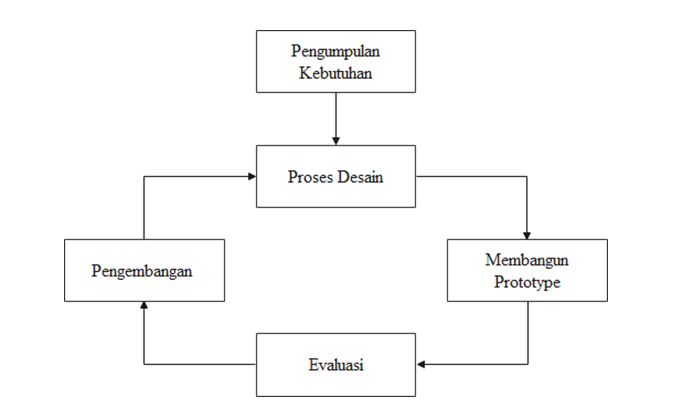 Pengumpulan
Kebutuhan
Proses Desain
Pengembangan
Membangun
Prototype
Evaluasi